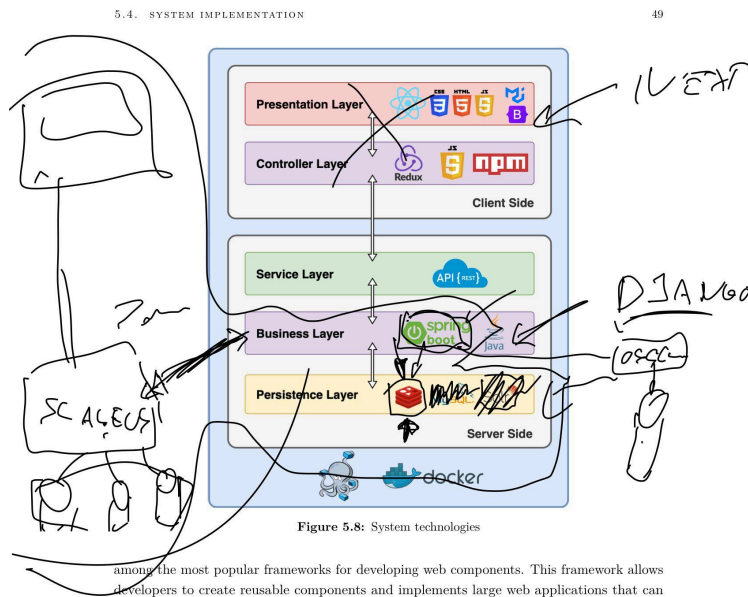 5.4. SYSTEM IMPLEMENTATION 49
Presentation Layer
CSS HTML JS
B
NEXT
Controller Layer
Redux JS npm
Client Side
Service Layer
API {REST}
DJANGO
Business Layer
spring boot
java
Persistence Layer
Server Side
docker
Figure 5.8: System technologies
among the most popular frameworks for developing web components. This framework allows
developers to create reusable components and implements large web applications that can